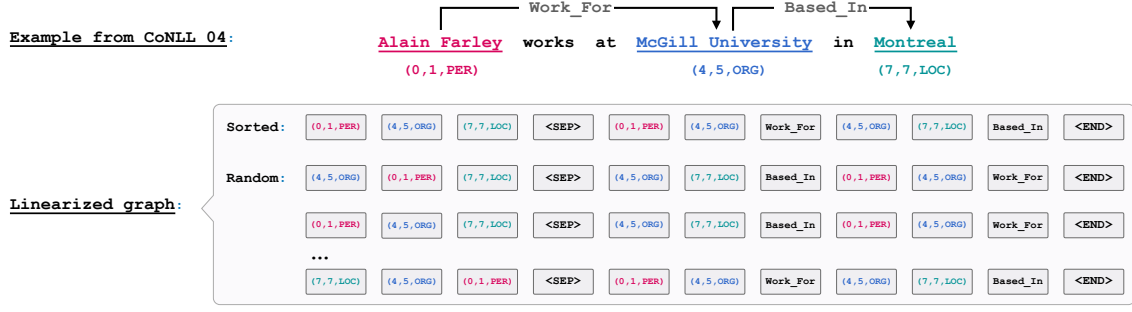 Work_For Based_In
Example from CoNLL 04: Alain Farley works at McGill University in Montreal
(0,1,PER) (4,5,ORG) (7,7,LOC)
Linearized graph:
Sorted: (0,1,PER) (4,5,ORG) (7,7,LOC) <SEP> (0,1,PER) (4,5,ORG) Work_For (4,5,ORG) (7,7,LOC) Based_In <END>
Random: (4,5,ORG) (0,1,PER) (7,7,LOC) <SEP> (4,5,ORG) (7,7,LOC) Based_In (0,1,PER) (4,5,ORG) Work_For <END>
(0,1,PER) (4,5,ORG) (7,7,LOC) <SEP> (4,5,ORG) (7,7,LOC) Based_In (0,1,PER) (4,5,ORG) Work_For <END>
...
(7,7,LOC) (4,5,ORG) (0,1,PER) <SEP> (0,1,PER) (4,5,ORG) Work_For (4,5,ORG) (7,7,LOC) Based_In <END>